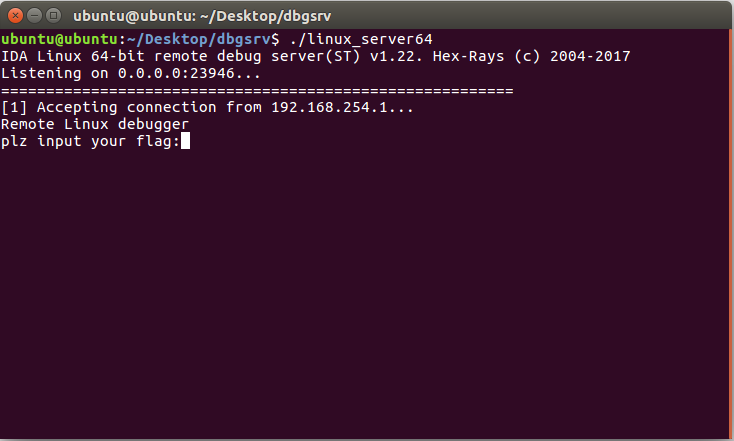 ubuntu@ubuntu: ~/Desktop/dbgsrv
ubuntu@ubuntu:~/Desktop/dbgsrv$ ./linux_server64
IDA Linux 64-bit remote debug server(ST) v1.22. Hex-Rays (c) 2004-2017
Listening on 0.0.0.0:23946...
=========================================================
[1] Accepting connection from 192.168.254.1...
Remote Linux debugger
plz input your flag: